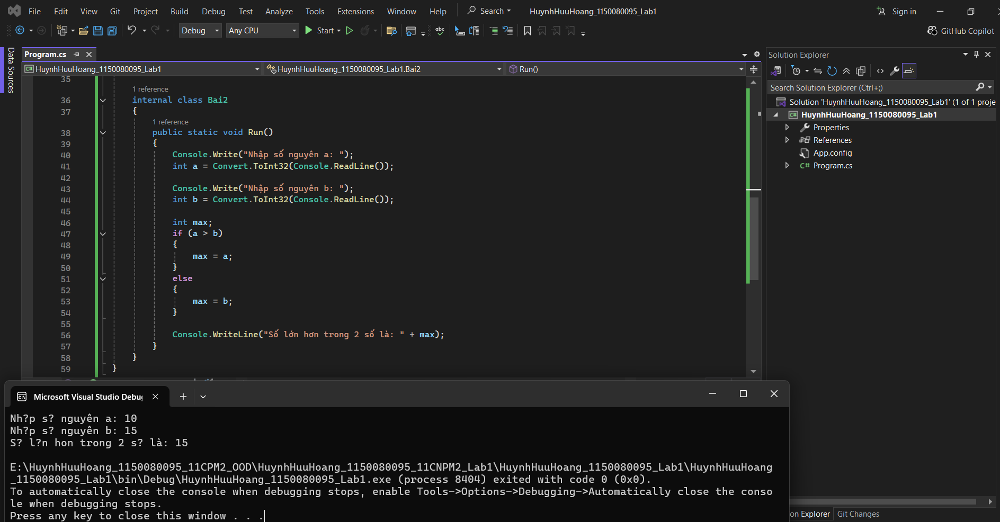 File Edit View Git Project Build Debug Test Analyze Tools Extensions Window Help Search HuynhHuuHoang_1150080095_Lab1 Sign in
Debug Any CPU Start abc GitHub Copilot
Data Sources
Program.cs
C# HuynhHuuHoang_1150080095_Lab1 HuynhHuuHoang_1150080095_Lab1.Bai2 Run()
35
1 reference
36 internal class Bai2
37 {
1 reference
38 public static void Run()
39 {
40 Console.Write("Nhập số nguyên a: ");
41 int a = Convert.ToInt32(Console.ReadLine());
42
43 Console.Write("Nhập số nguyên b: ");
44 int b = Convert.ToInt32(Console.ReadLine());
45
46 int max;
47 if (a > b)
48 {
49 max = a;
50 }
51 else
52 {
53 max = b;
54 }
55
56 Console.WriteLine("Số lớn hơn trong 2 số là: " + max);
57 }
58 }
59 }
Solution Explorer
Search Solution Explorer (Ctrl+;)
Solution 'HuynhHuuHoang_1150080095_Lab1' (1 of 1 proje
C# HuynhHuuHoang_1150080095_Lab1
Properties
References
App.config
C# Program.cs
Microsoft Visual Studio Debug
Nh?p s? nguyên a: 10
Nh?p s? nguyên b: 15
S? l?n hon trong 2 s? là: 15
E:\HuynhHuuHoang_1150080095_11CPM2_OOD\HuynhHuuHoang_1150080095_11CNPM2_Lab1\HuynhHuuHoang_1150080095_Lab1\HuynhHuuHoang
_1150080095_Lab1\bin\Debug\HuynhHuuHoang_1150080095_Lab1.exe (process 8404) exited with code 0 (0x0).
To automatically close the console when debugging stops, enable Tools->Options->Debugging->Automatically close the conso
le when debugging stops.
Press any key to close this window . . .
on Explorer Git Changes